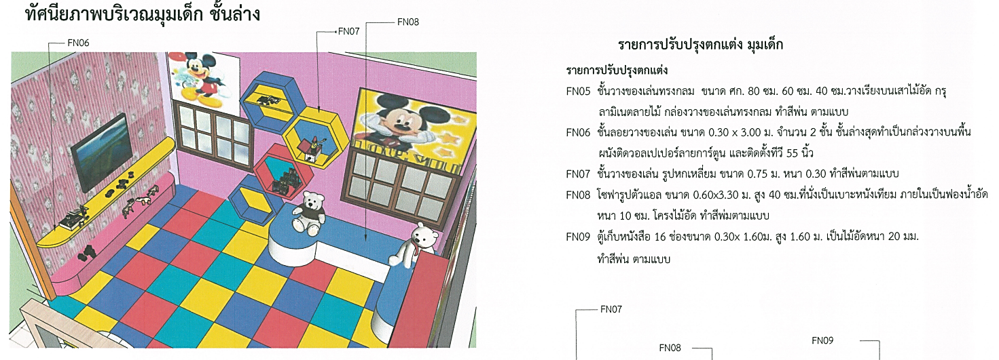 ทัศนียภาพบริเวณมุมเด็ก ชั้นล่าง
FN06
FN07
FN08
รายการปรับปรุงตกแต่ง มุมเด็ก
รายการปรับปรุงตกแต่ง
FN05 ชั้นวางของเล่นทรงกลม ขนาด ศก. 80 ซม. 60 ซม. 40 ซม.วางเรียงบนเสาไม้อัด กรุ
ลามิเนตลายไม้ กล่องวางของเล่นทรงกลม ทำสีพ่น ตามแบบ
FN06 ชั้นลอยวางของเล่น ขนาด 0.30 x 3.00 ม. จำนวน 2 ชั้น ชั้นล่างสุดทำเป็นกล่วงวางบนพื้น
ผนังติดวอลเปเปอร์ลายการ์ตูน และติดตั้งทีวี 55 นิ้ว
FN07 ชั้นวางของเล่น รูปหกเหลี่ยม ขนาด 0.75 ม. หนา 0.30 ทำสีพ่นตามแบบ
FN08 โซฟารูปตัวแอล ขนาด 0.60x3.30 ม. สูง 40 ซม.ที่นั่งเป็นเบาะหนังเทียม ภายในเป็นฟองน้ำอัด
หนา 10 ซม. โครงไม้อัด ทำสีพ่มตามแบบ
FN09 ตู้เก็บหนังสือ 16 ช่องขนาด 0.30x 1.60ม. สูง 1.60 ม. เป็นไม้อัดหนา 20 มม.
ทำสีพ่น ตามแบบ
FN07
FN08
FN09